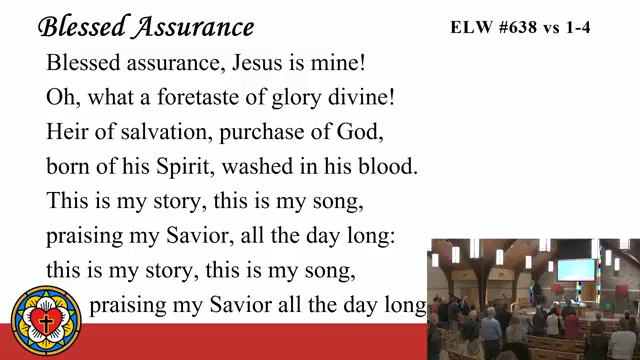 Blessed Assurance
ELW #638 vs 1-4
Blessed assurance, Jesus is mine!
Oh, what a foretaste of glory divine!
Heir of salvation, purchase of God,
born of his Spirit, washed in his blood.
This is my story, this is my song,
praising my Savior, all the day long:
this is my story, this is my song,
praising my Savior all the day long